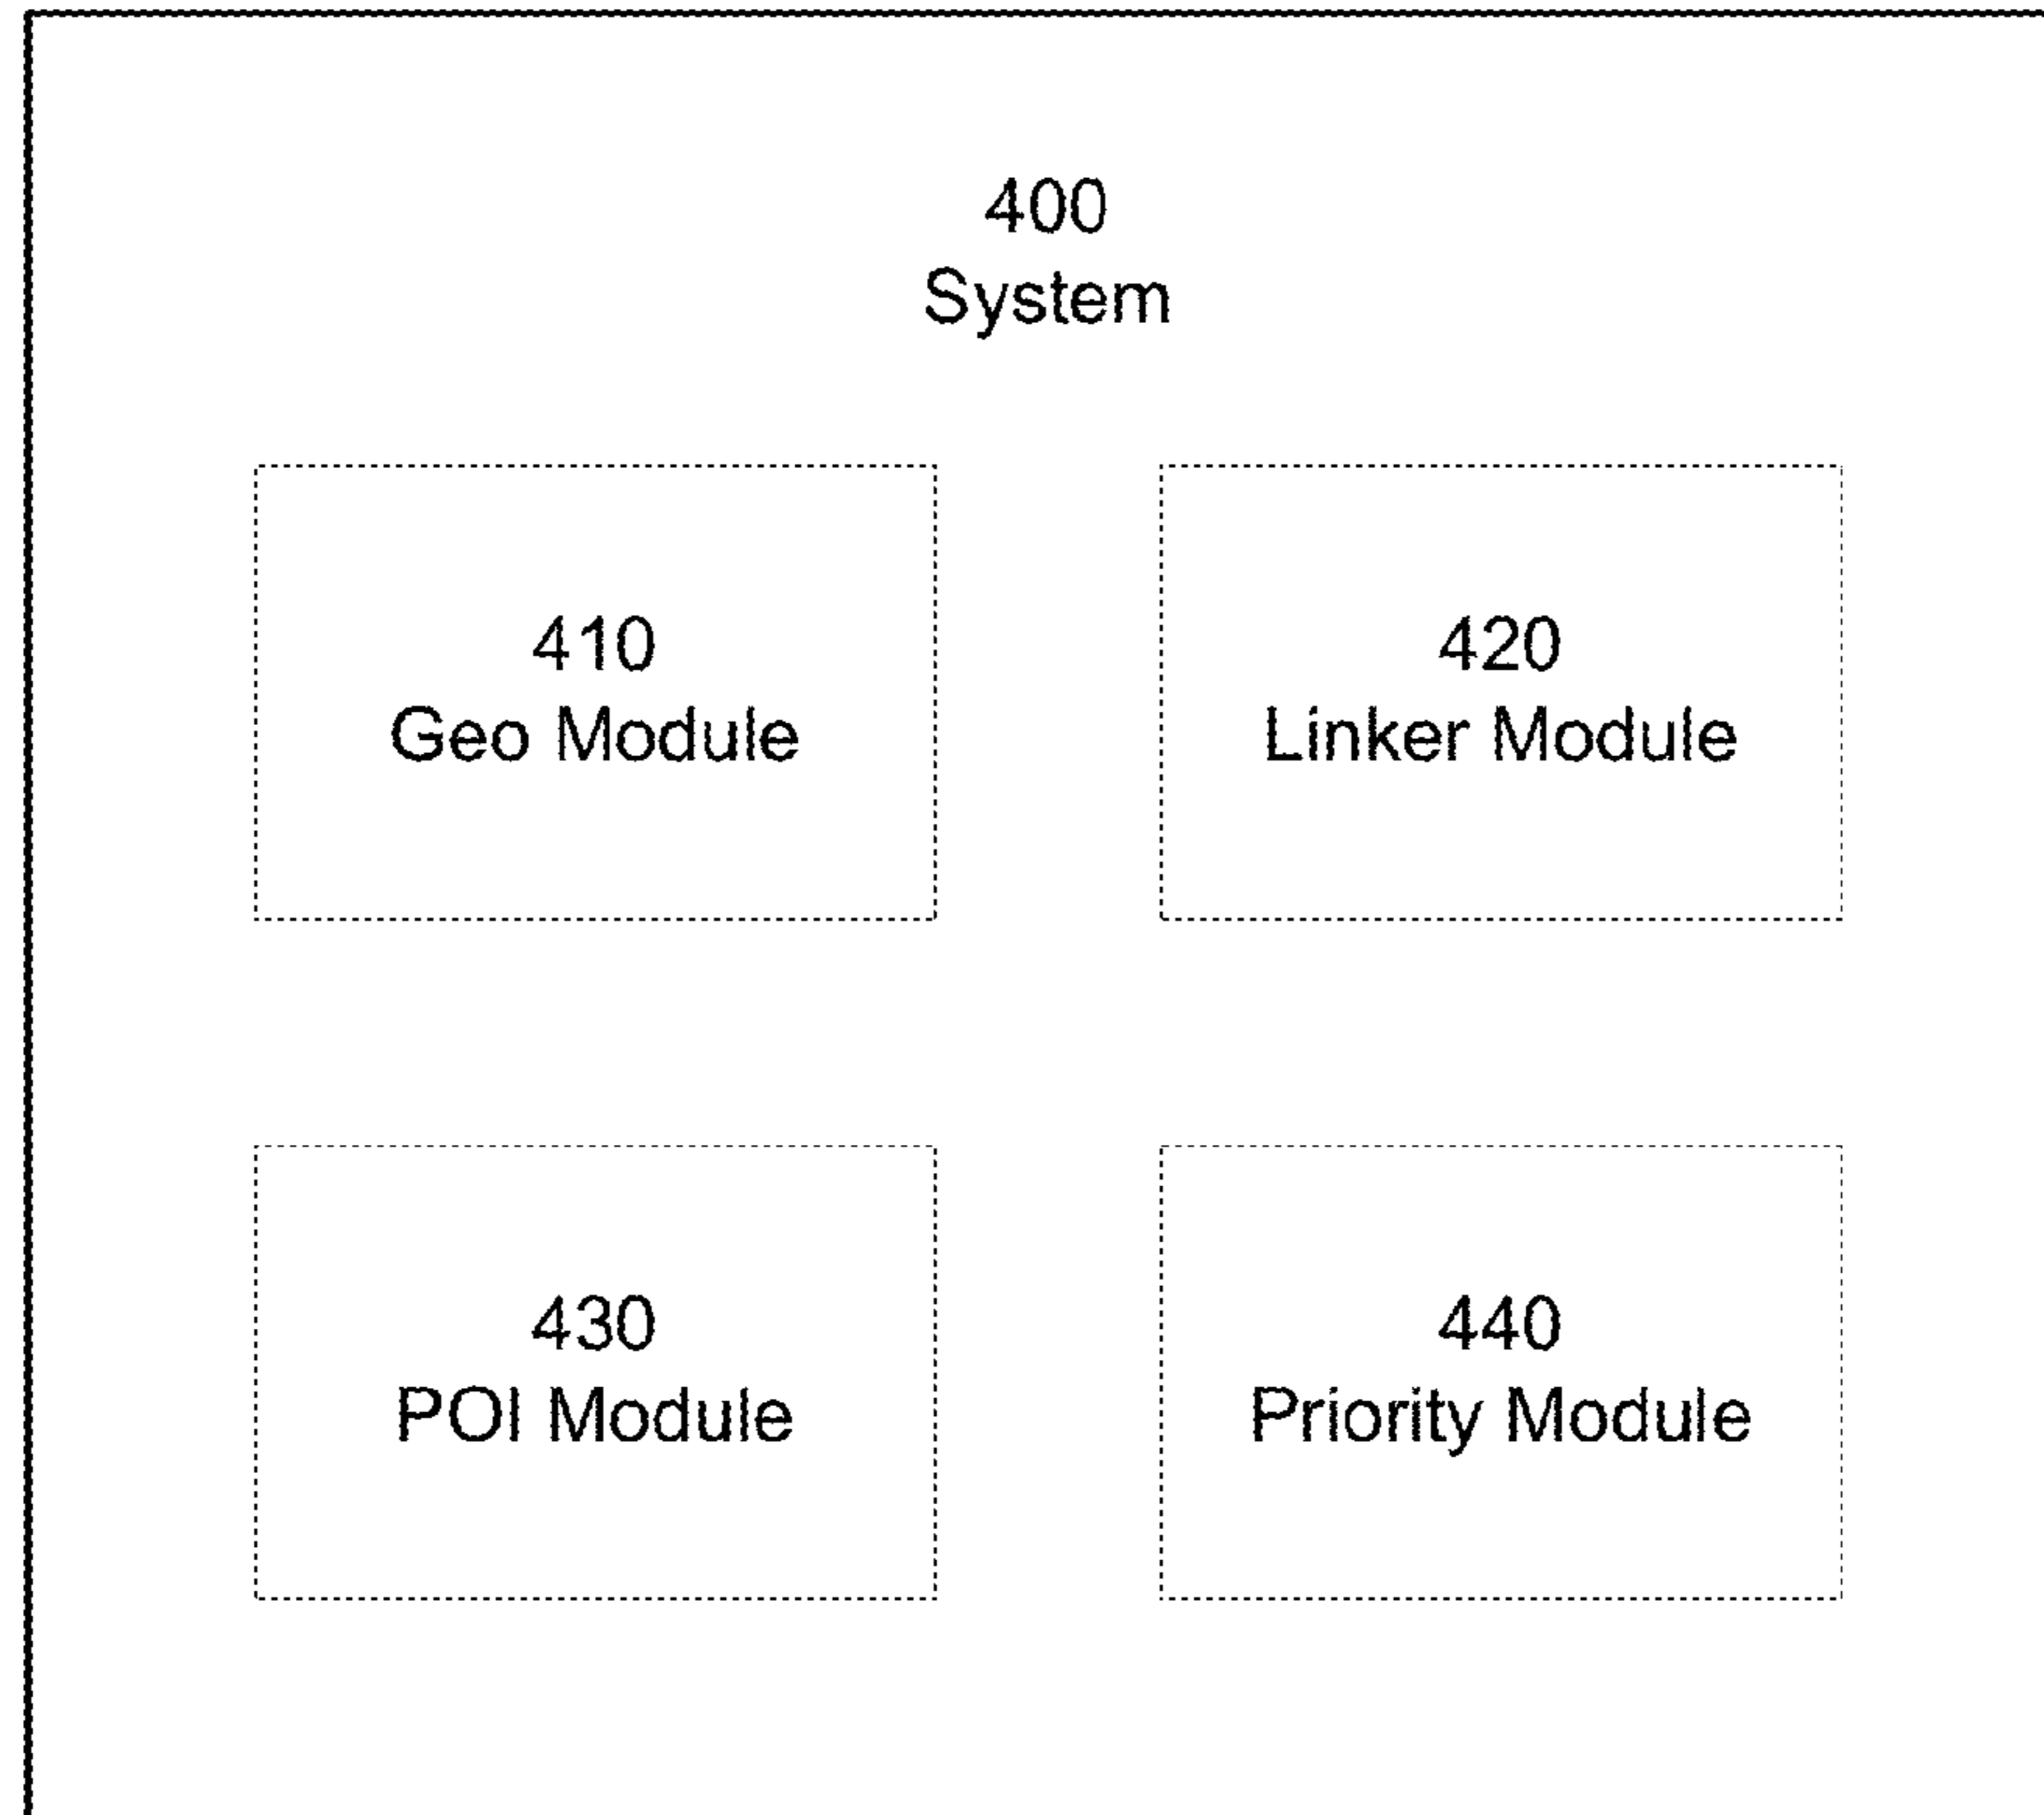 400
System
410
Geo Module
420
Linker Module
430
POI Module
440
Priority Module